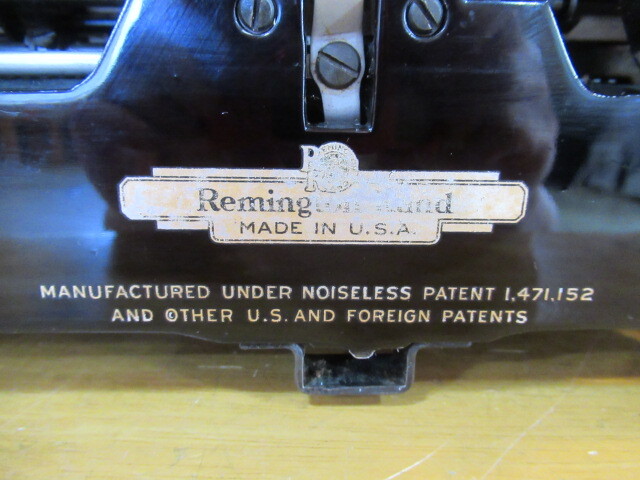 Remington Rand
MADE IN U.S.A.
MANUFACTURED UNDER NOISELESS PATENT 1,471,152
AND OTHER U.S. AND FOREIGN PATENTS